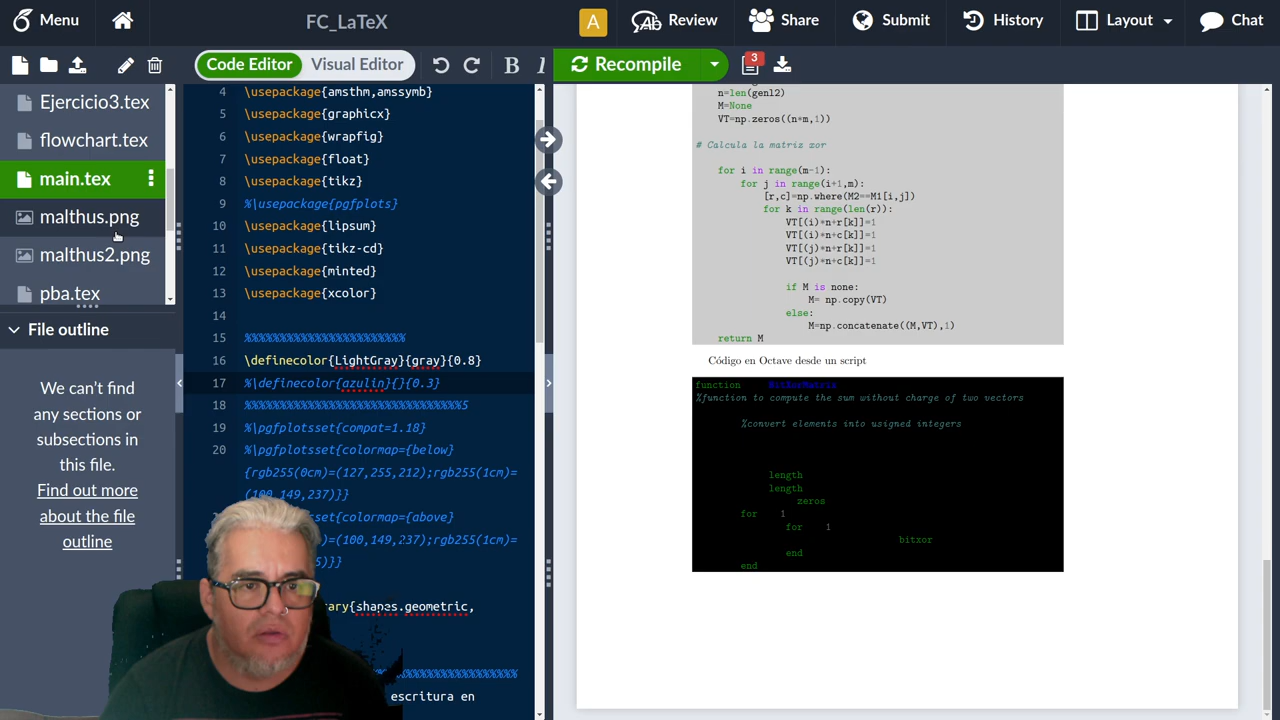 Menu
FC_LaTeX
A
Review
Share
Submit
History
Layout
Chat
Code Editor
Visual Editor
B
I
Recompile
3
Ejercicio3.tex
flowchart.tex
main.tex
malthus.png
malthus2.png
pba.tex
File outline
We can't find
any sections or
subsections in
this file.
Find out more
about the file
outline
4 \usepackage{amsthm,amssymb}
5 \usepackage{graphicx}
6 \usepackage{wrapfig}
7 \usepackage{float}
8 \usepackage{tikz}
9 %\usepackage{pgfplots}
10 \usepackage{lipsum}
11 \usepackage{tikz-cd}
12 \usepackage{minted}
13 \usepackage{xcolor}
14
15 %%%%%%%%%%%%%%%%%%%%%%%
16 \definecolor{LightGray}{gray}{0.8}
17 %\definecolor{azulin}{}{0.3}
18 %%%%%%%%%%%%%%%%%%%%%%%%%%%%%%%5
19 %\pgfplotsset{compat=1.18}
20 %\pgfplotsset{colormap={below}
{rgb255(0cm)=(127,255,212);rgb255(1cm)=
(100,149,237)}}
set{colormap={above}
)=(100,149,237);rgb255(1cm)=
5)}}
ary{shapes.geometric,
%%%%%%%%%%%%%%%%%
escritura en
n=len(genl2)
M=None
VT=np.zeros((n*m,1))
# Calcula la matris xor
for i in range(m-1):
for j in range(i+1,m):
[r,c]=np.where(M2==M1[i,j])
for k in range(len(r)):
VT[(i)*n+r[k]]=1
VT[(i)*n+c[k]]=1
VT[(j)*n+r[k]]=1
VT[(j)*n+c[k]]=1
if M is none:
M= np.copy(VT)
else:
M=np.concatenate((M,VT),1)
return M
Código en Octave desde un script
function BitXorMatrix
%function to compute the sum without charge of two vectors
%convert elements into usigned integers
length
length
zeros
for 1
for 1
bitxor
end
end